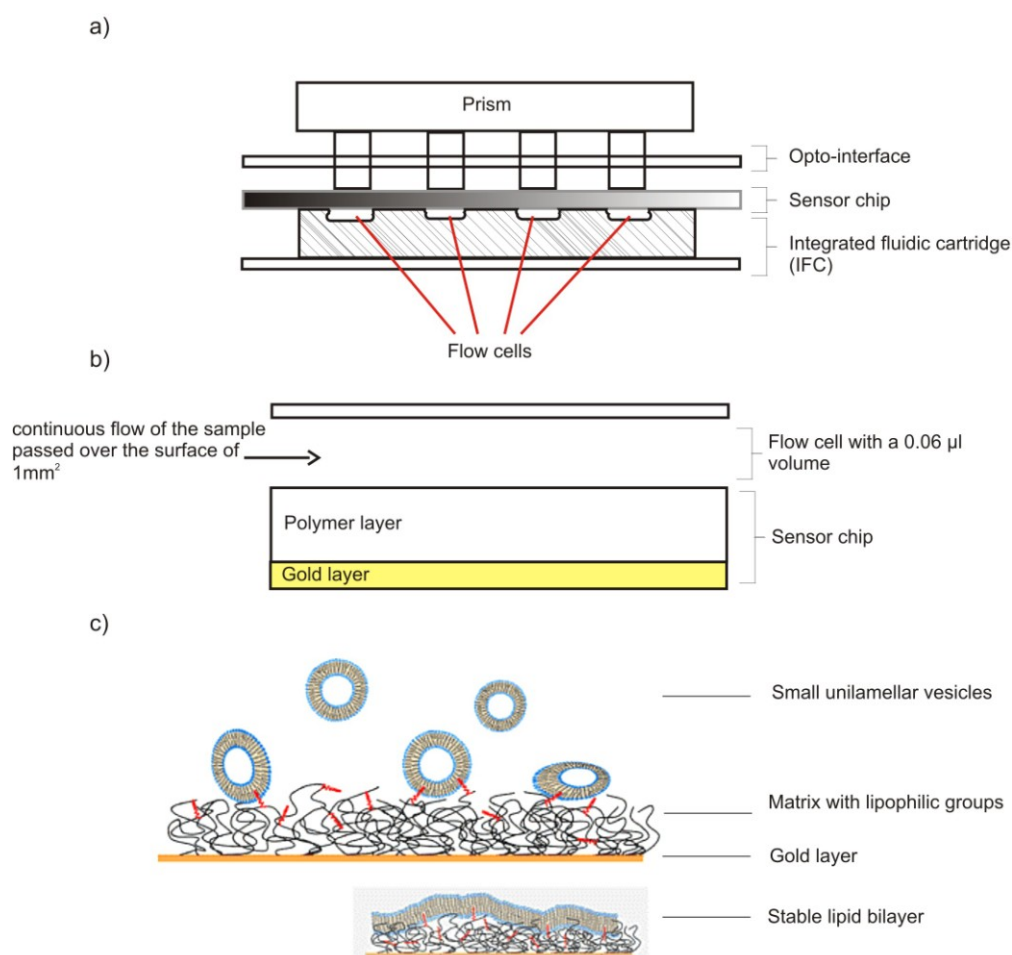 a)
Prism
Opto-interface
Sensor chip
Integrated fluidic cartridge
(IFC)
Flow cells
b)
continuous flow of the sample
passed over the surface of
1mm²
Flow cell with a 0.06 µl
volume
Polymer layer
Sensor chip
Gold layer
c)
Small unilamellar vesicles
Matrix with lipophilic groups
Gold layer
Stable lipid bilayer